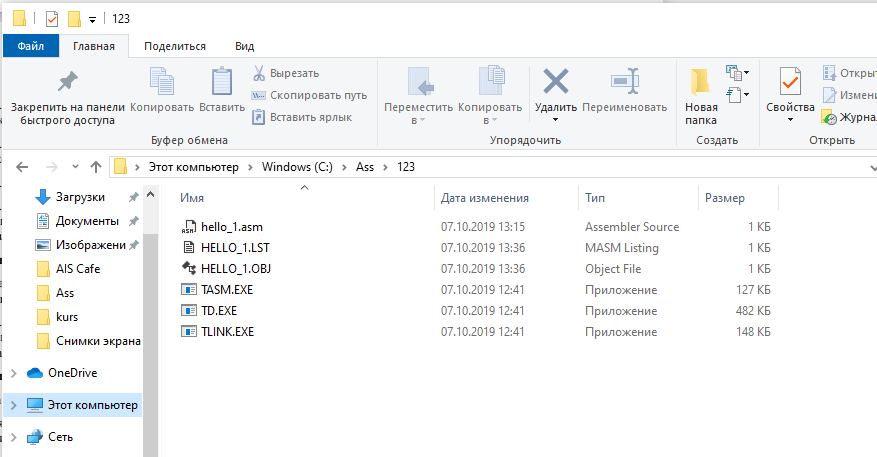 123
Файл Главная Поделиться Вид
Закрепить на панели быстрого доступа
Копировать
Вставить
Вырезать
Скопировать путь
Вставить ярлык
Буфер обмена
Переместить в
Копировать в
Удалить
Переименовать
Упорядочить
Новая папка
Создать
Свойства
Журна
Открыть
Этот компьютер Windows (C:) Ass 123
Загрузки
Документы
Изображени
AIS Cafe
Ass
kurs
Снимки экрана
OneDrive
Этот компьютер
Сеть
Имя Дата изменения Тип Размер
hello_1.asm 07.10.2019 13:15 Assembler Source 1 КБ
HELLO_1.LST 07.10.2019 13:36 MASM Listing 1 КБ
HELLO_1.OBJ 07.10.2019 13:36 Object File 1 КБ
TASM.EXE 07.10.2019 12:41 Приложение 127 КБ
TD.EXE 07.10.2019 12:41 Приложение 482 КБ
TLINK.EXE 07.10.2019 12:41 Приложение 148 КБ